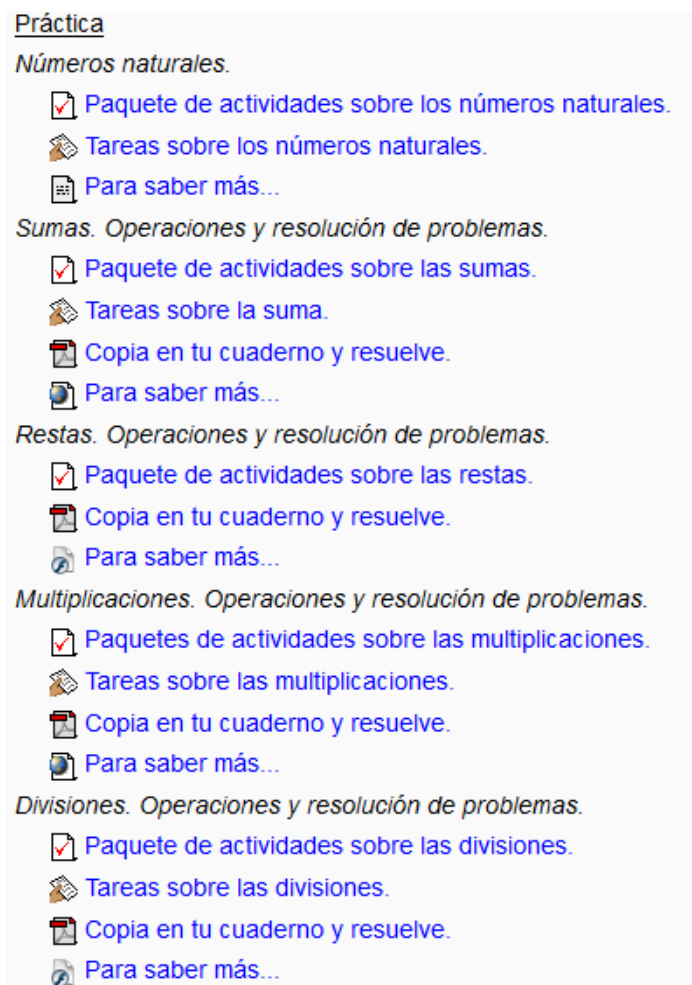 Práctica
Números naturales.
Paquete de actividades sobre los números naturales.
Tareas sobre los números naturales.
Para saber más...
Sumas. Operaciones y resolución de problemas.
Paquete de actividades sobre las sumas.
Tareas sobre la suma.
Copia en tu cuaderno y resuelve.
Para saber más...
Restas. Operaciones y resolución de problemas.
Paquete de actividades sobre las restas.
Copia en tu cuaderno y resuelve.
Para saber más...
Multiplicaciones. Operaciones y resolución de problemas.
Paquetes de actividades sobre las multiplicaciones.
Tareas sobre las multiplicaciones.
Copia en tu cuaderno y resuelve.
Para saber más...
Divisiones. Operaciones y resolución de problemas.
Paquete de actividades sobre las divisiones.
Tareas sobre las divisiones.
Copia en tu cuaderno y resuelve.
Para saber más...